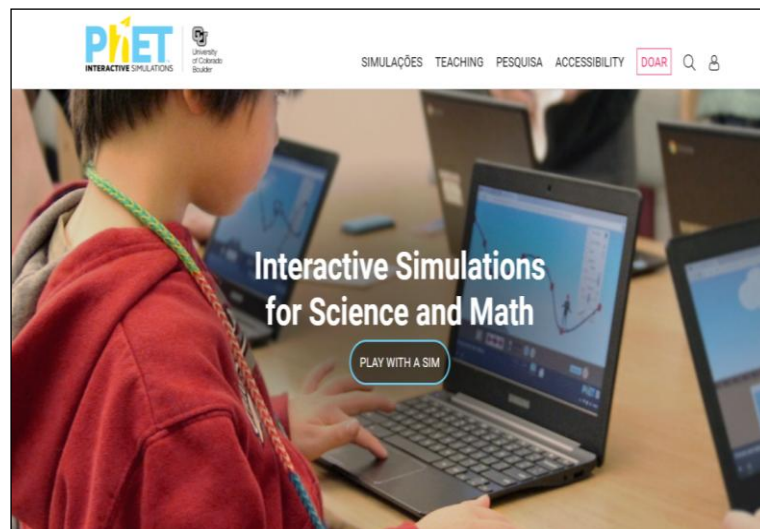 PhET
INTERACTIVE SIMULATIONS
University
of Colorado
Boulder
SIMULAÇÕES TEACHING PESQUISA ACCESSIBILITY DOAR
Interactive Simulations
for Science and Math
PLAY WITH A SIM